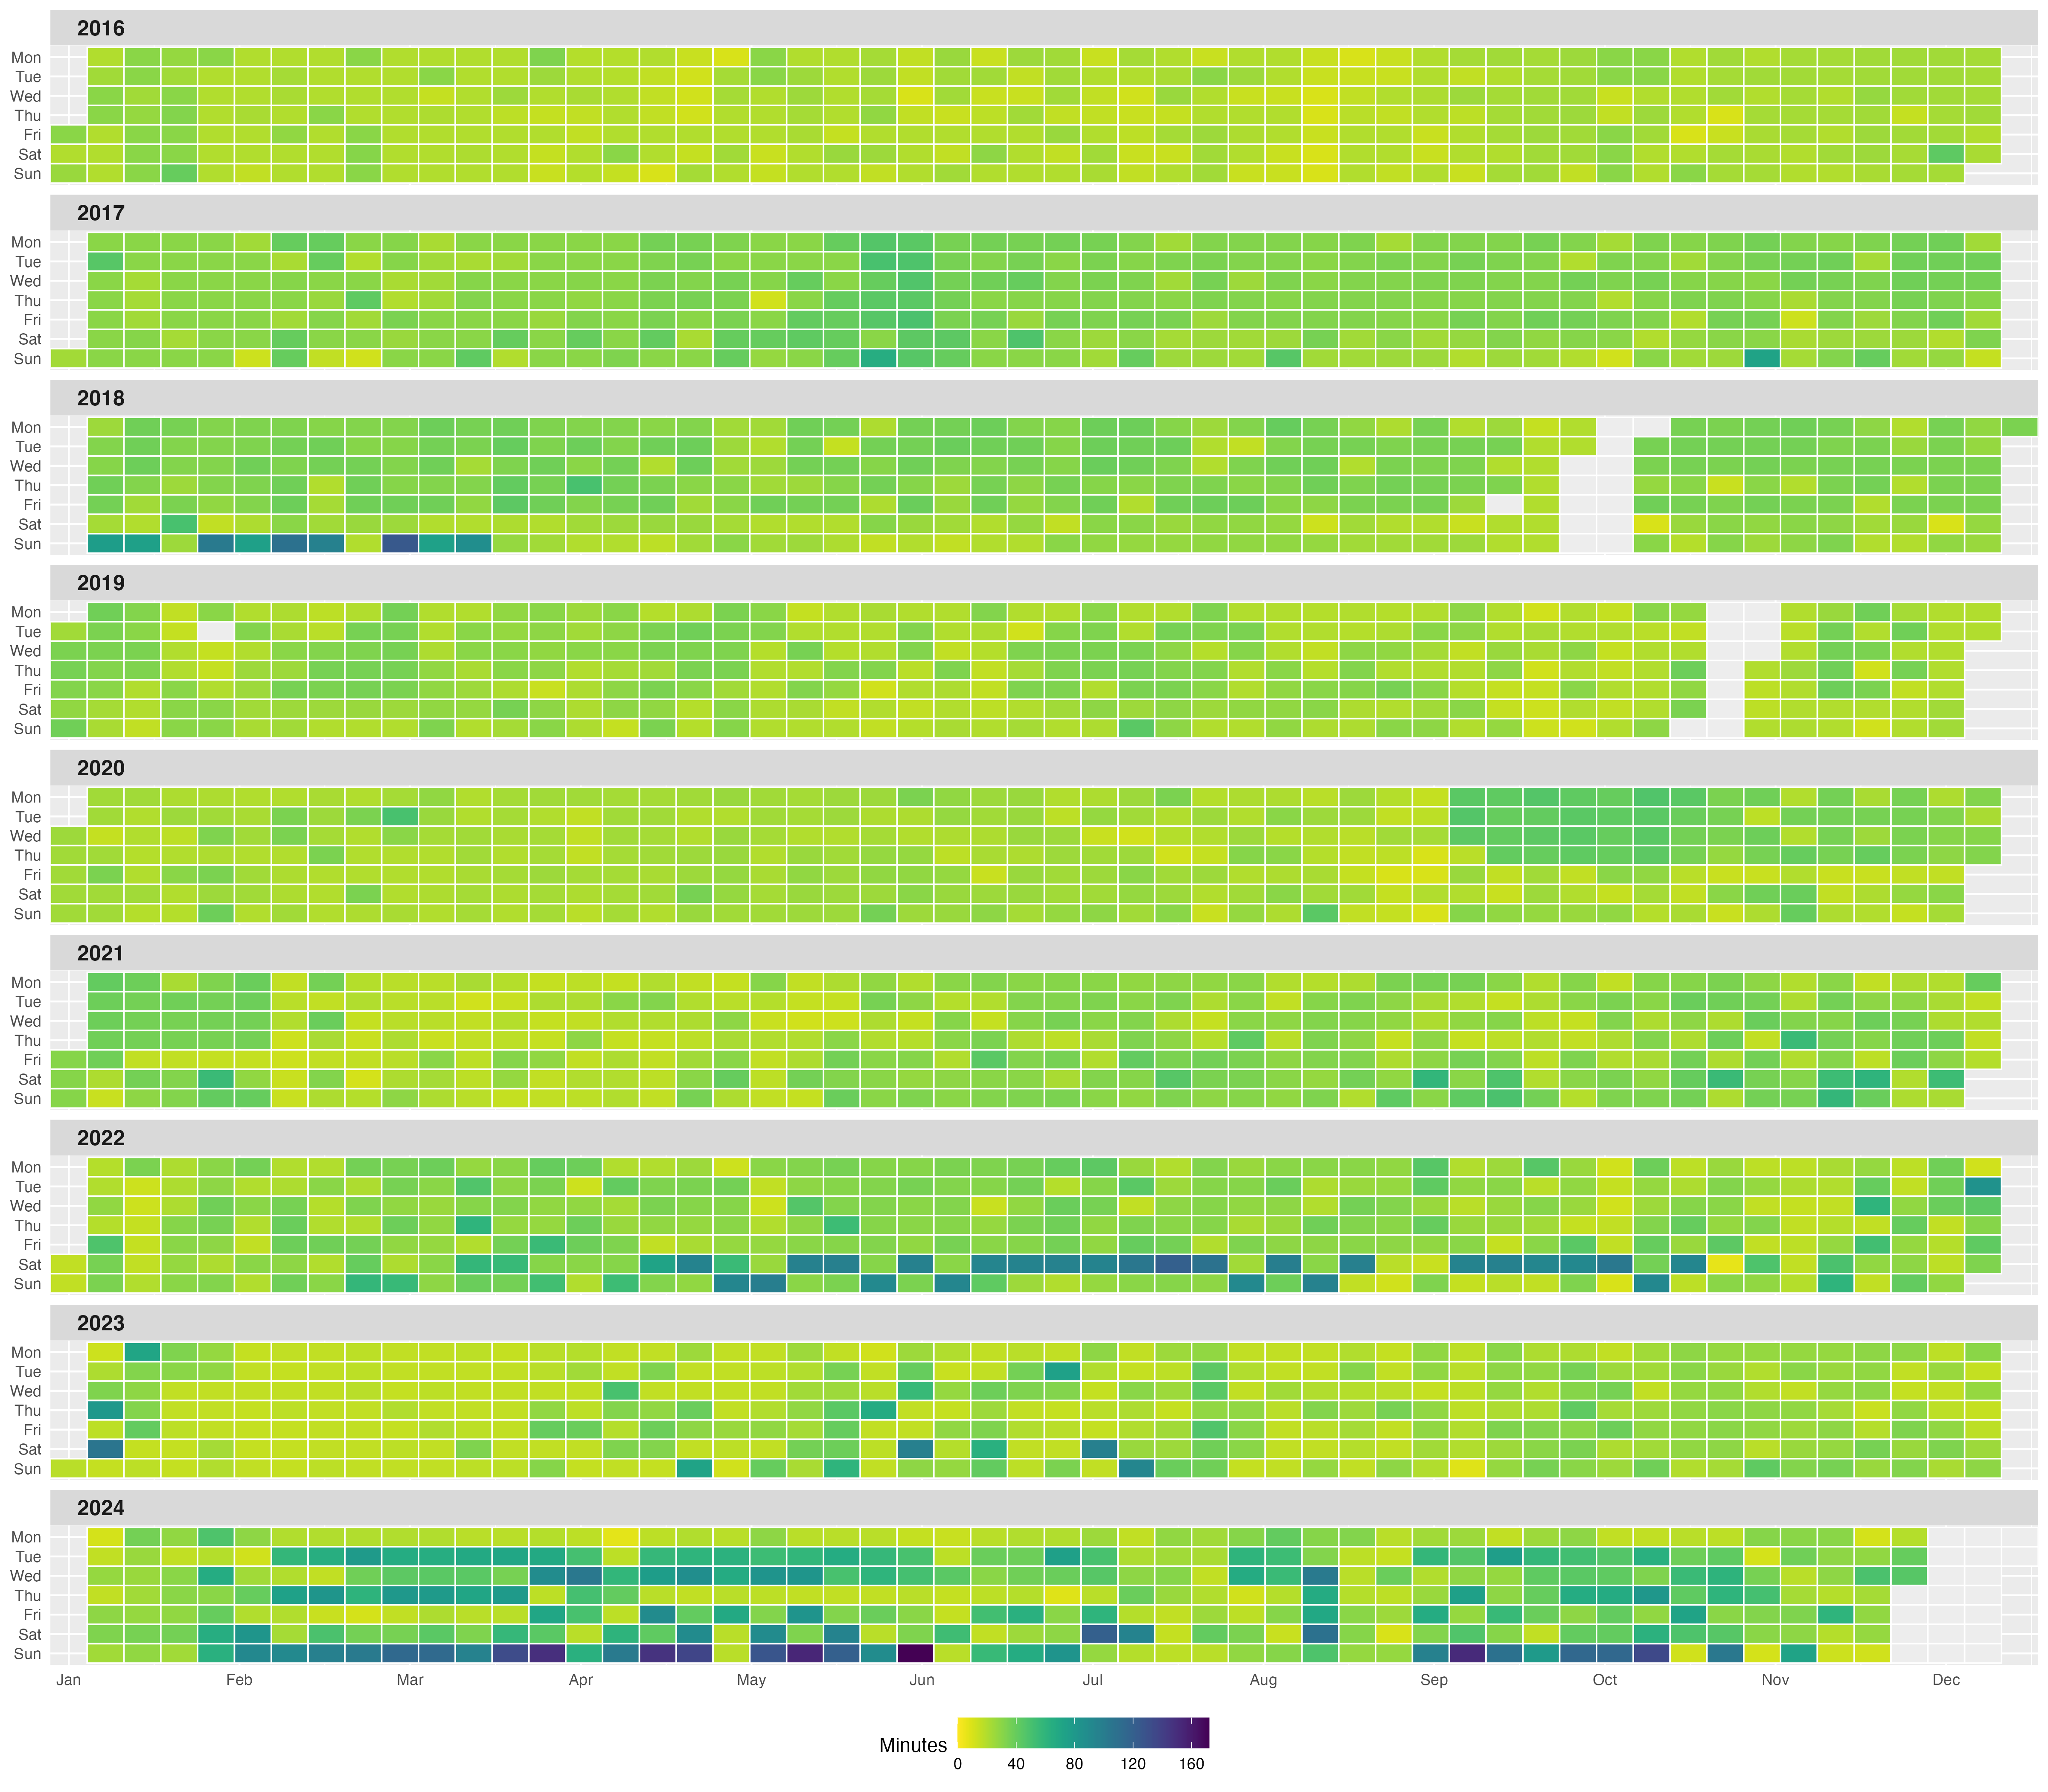 2016
Mon
Tue
Wed
Thu
Fri
Sat
Sun
2017
Mon
Tue
Wed
Thu
Fri
Sat
Sun
2018
Mon
Tue
Wed
Thu
Fri
Sat
Sun
2019
Mon
Tue
Wed
Thu
Fri
Sat
Sun
2020
Mon
Tue
Wed
Thu
Fri
Sat
Sun
2021
Mon
Tue
Wed
Thu
Fri
Sat
Sun
2022
Mon
Tue
Wed
Thu
Fri
Sat
Sun
2023
Mon
Tue
Wed
Thu
Fri
Sat
Sun
2024
Mon
Tue
Wed
Thu
Fri
Sat
Sun
Jan Feb Mar Apr May Jun Jul Aug Sep Oct Nov Dec
Minutes
0 40 80 120 160